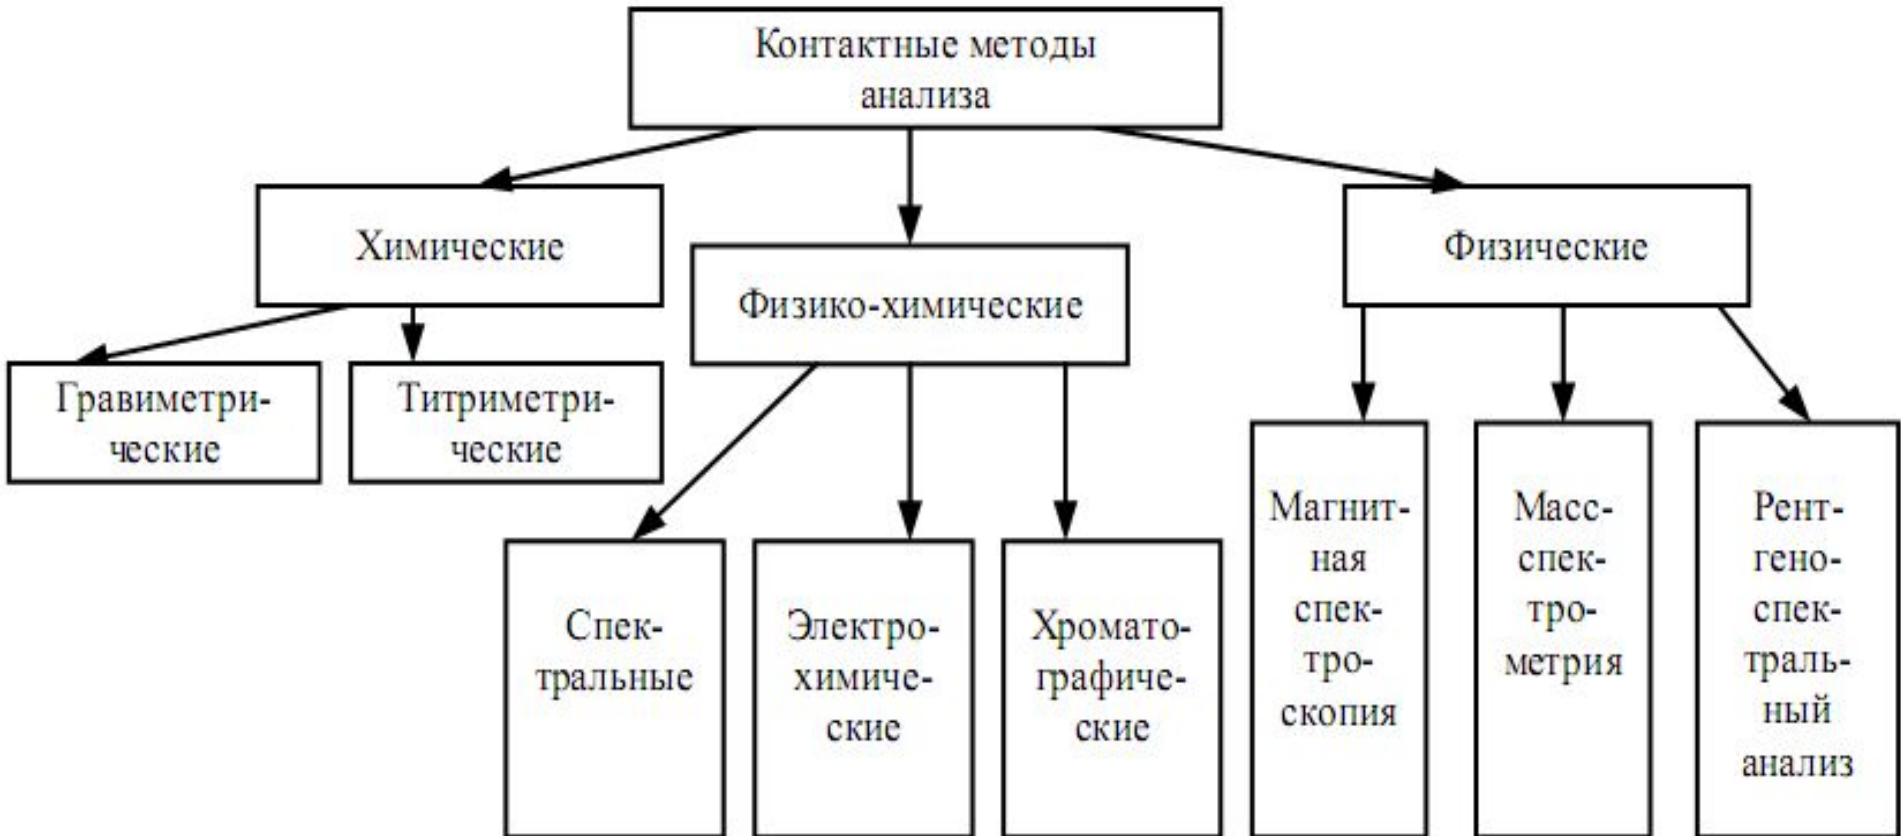 Контактные методы
анализа
Химические
Физико-химические
Физические
Гравиметри-
ческие
Титриметри-
ческие
Спек-
тральные
Электро-
химиче-
ские
Хромато-
графиче-
ские
Магнит-
ная
спек-
тро-
скопия
Масс-
спек-
тро-
метрия
Рент-
гено-
спек-
траль-
ный
анализ